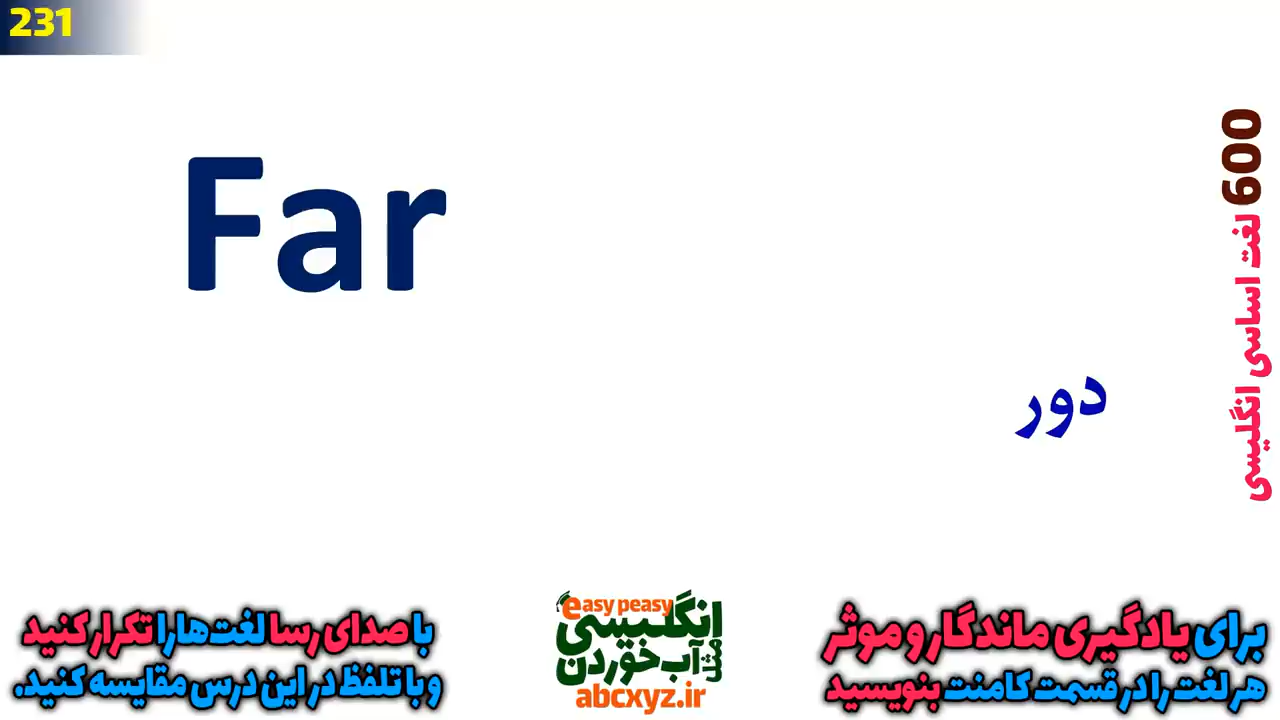 231
Far
دور
600 لغت اساسی انگلیسی
برای یادگیری ماندگار و موثر
هر لغت را در قسمت کامنت بنویسید
easy peasy
انگلیسی
مثل آب خوردن
abcxyz.ir
با صدای رسا لغت‌ها را تکرار کنید
و با تلفظ در این درس مقایسه کنید.